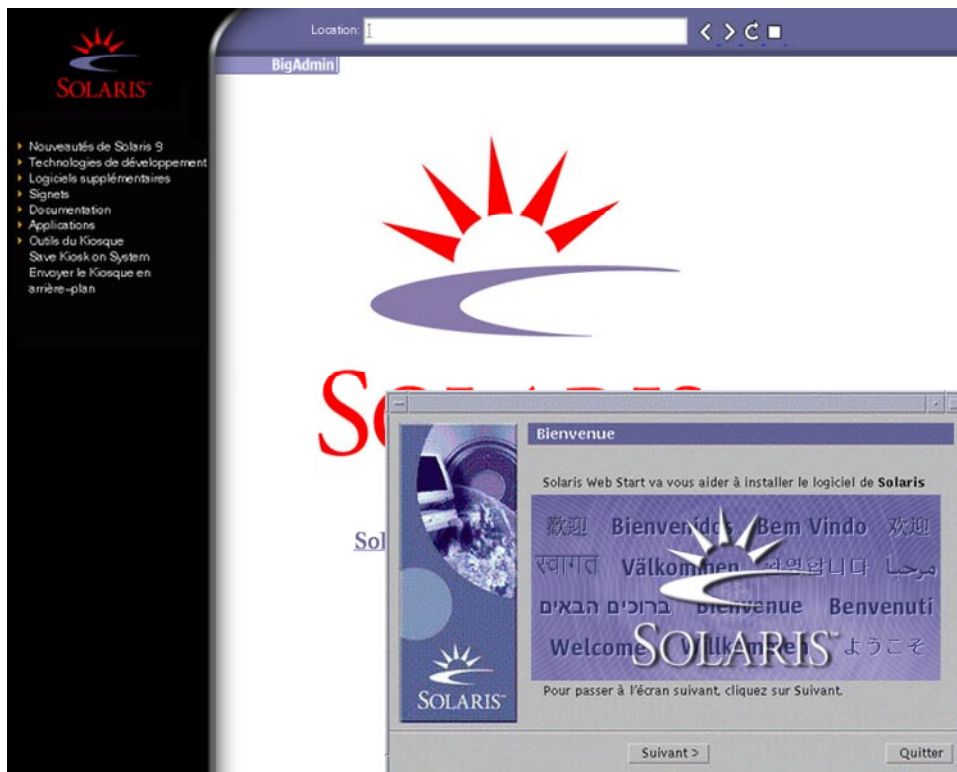 Location:
BigAdmin
SOLARIS™
Nouveautés de Solaris 9
Technologies de développement
Logiciels supplémentaires
Signets
Documentation
Applications
Outils du Kiosque
Save Kiosk on System
Envoyer le Kiosque en
arrière-plan
SOLARIS
Sol
Bienvenue
Solaris Web Start va vous aider à installer le logiciel de Solaris
歡迎 Bienvenidos Bem Vindo 欢迎
स्वागत Välkommen 환영합니다 مرحبا
ברוכים הבאים Bienvenue Benvenuti
Welcome Willkommen ようこそ
SOLARIS
SOLARIS™
Pour passer à l'écran suivant, cliquez sur Suivant.
Suivant >
Quitter